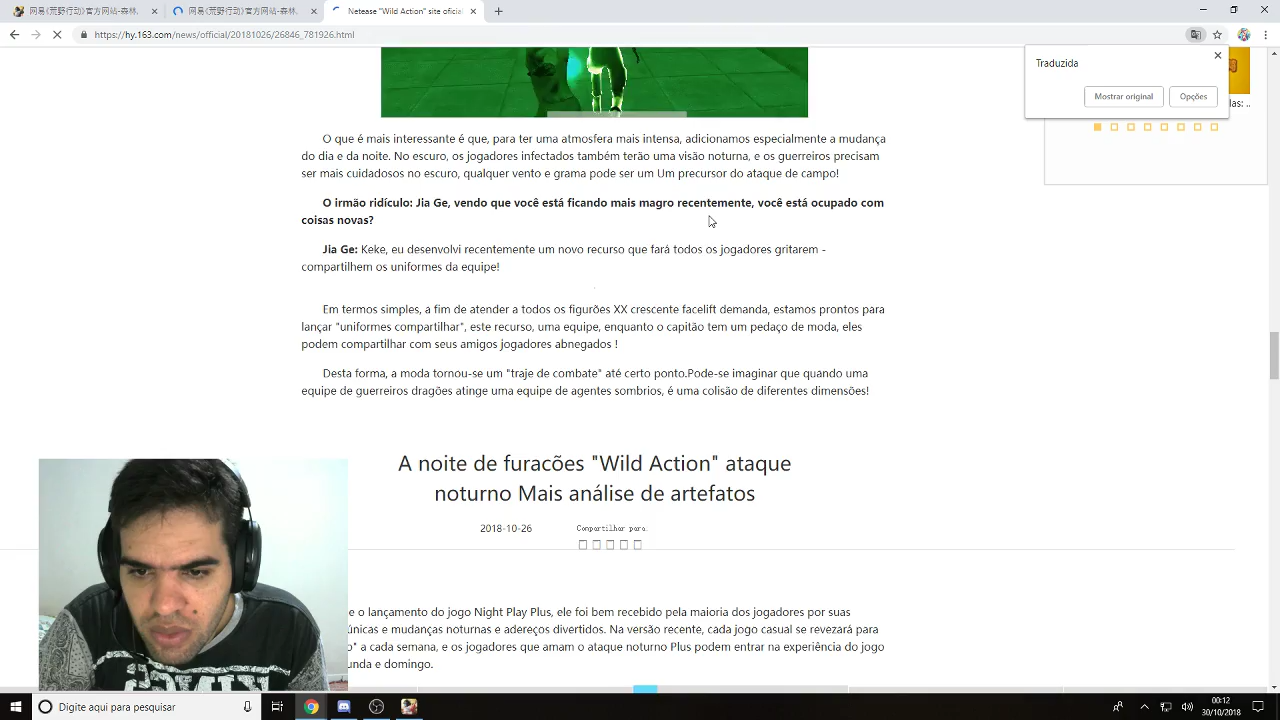 网易《荒野行动》官方网站-森林.
网易《荒野行动》官方网站-森林.
Netease "Wild Action" site oficial
https://hy.163.com/news/official/20181026/26846_781926.html
Traduzida
Mostrar original
Opções
das: ..
O que é mais interessante é que, para ter uma atmosfera mais intensa, adicionamos especialmente a mudança
do dia e da noite. No escuro, os jogadores infectados também terão uma visão noturna, e os guerreiros precisam
ser mais cuidadosos no escuro, qualquer vento e grama pode ser um Um precursor do ataque de campo!
O irmão ridículo: Jia Ge, vendo que você está ficando mais magro recentemente, você está ocupado com
coisas novas?
Jia Ge: Keke, eu desenvolvi recentemente um novo recurso que fará todos os jogadores gritarem -
compartilhem os uniformes da equipe!
Em termos simples, a fim de atender a todos os figurões XX crescente facelift demanda, estamos prontos para
lançar "uniformes compartilhar", este recurso, uma equipe, enquanto o capitão tem um pedaço de moda, eles
podem compartilhar com seus amigos jogadores abnegados !
Desta forma, a moda tornou-se um "traje de combate" até certo ponto.Pode-se imaginar que quando uma
equipe de guerreiros dragões atinge uma equipe de agentes sombrios, é uma colisão de diferentes dimensões!
A noite de furacões "Wild Action" ataque
noturno Mais análise de artefatos
2018-10-26
Compartilhar para:
e o lançamento do jogo Night Play Plus, ele foi bem recebido pela maioria dos jogadores por suas
únicas e mudanças noturnas e adereços divertidos. Na versão recente, cada jogo casual se revezará para
o" a cada semana, e os jogadores que amam o ataque noturno Plus podem entrar na experiência do jogo
unda e domingo.
Digite aqui para pesquisar
00:12
30/10/2018